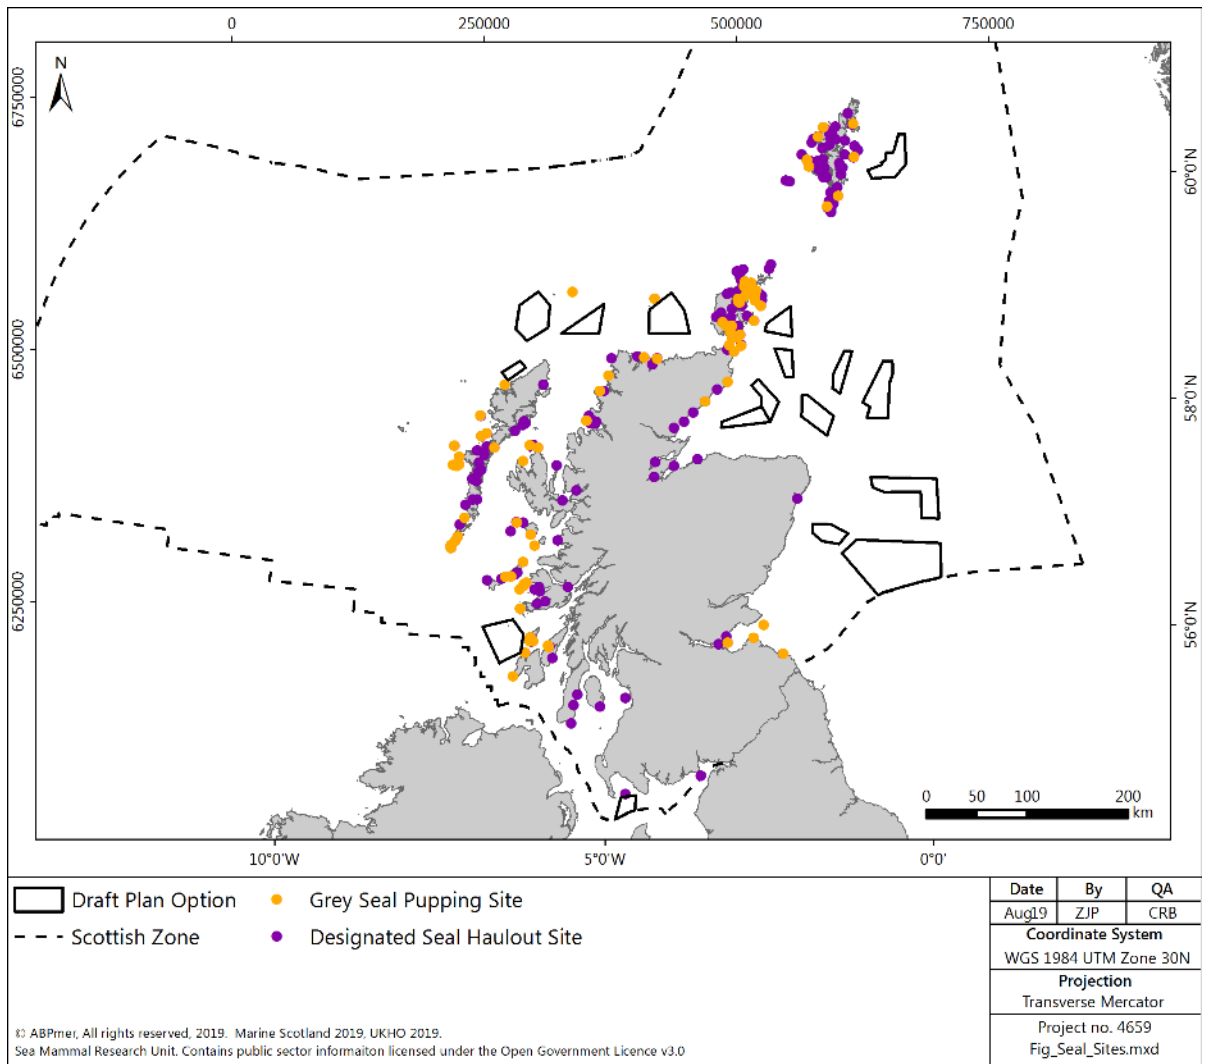 0 250000 500000 750000
N
6750000
6500000
6250000
60°0'N
58°0'N
56°0'N
0 50 100 200
km
10°0'W 5°0'W 0°0'
Draft Plan Option
Grey Seal Pupping Site
Scottish Zone
Designated Seal Haulout Site
Date By QA
Aug19 ZJP CRB
Coordinate System
WGS 1984 UTM Zone 30N
Projection
Transverse Mercator
Project no. 4659
Fig_Seal_Sites.mxd
© ABPmer, All rights reserved, 2019. Marine Scotland 2019, UKHO 2019.
Sea Mammal Research Unit. Contains public sector informaiton licensed under the Open Government Licence v3.0